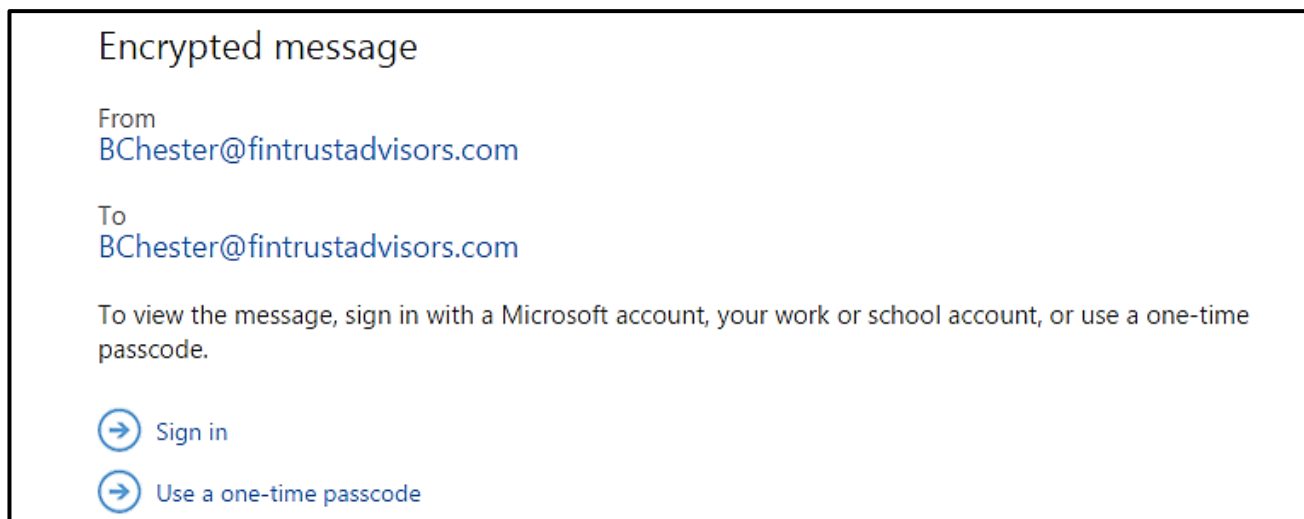 Encrypted message
From
BChester@fintrustadvisors.com
To
BChester@fintrustadvisors.com
To view the message, sign in with a Microsoft account, your work or school account, or use a one-time
passcode.
Sign in
Use a one-time passcode